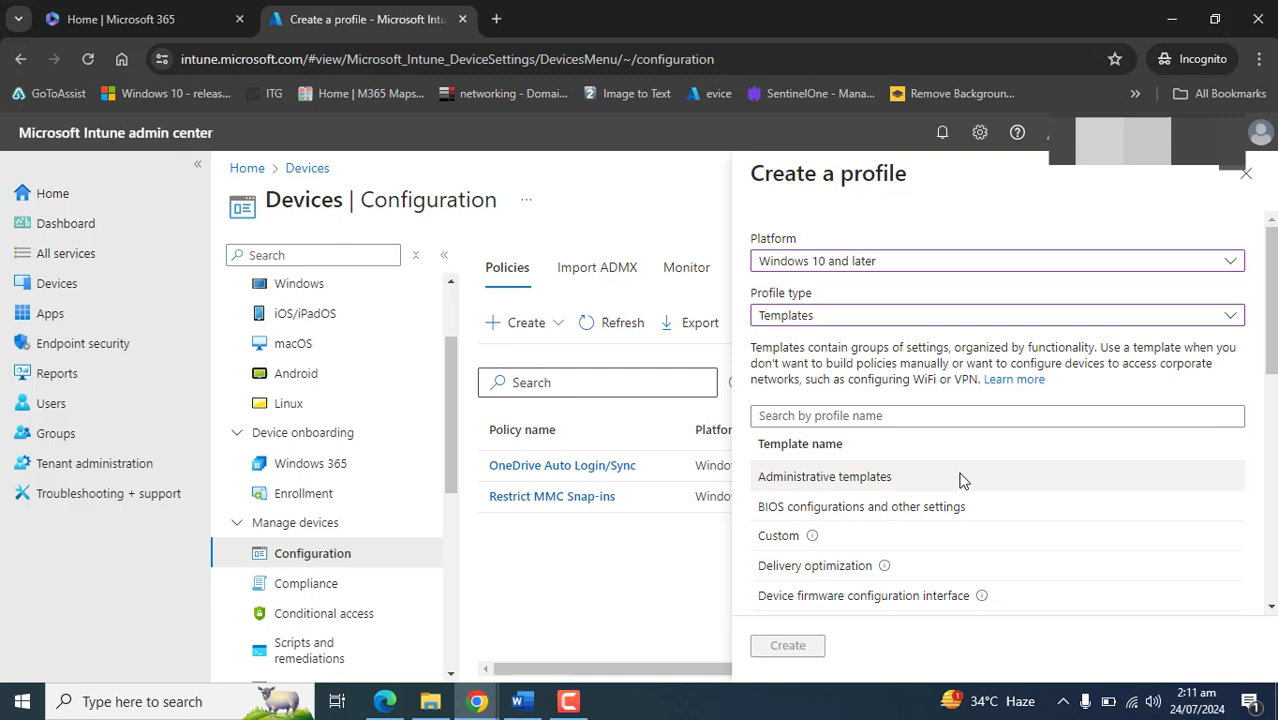 Home | Microsoft 365
Create a profile - Microsoft Intu
intune.microsoft.com/#view/Microsoft_Intune_DeviceSettings/DevicesMenu/~/configuration
Incognito
GoToAssist
Windows 10 - releas...
ITG
Home | M365 Maps...
networking - Domai...
Image to Text
evice
SentinelOne - Mana...
Remove Backgroun...
All Bookmarks
Microsoft Intune admin center
Home
Dashboard
All services
Devices
Apps
Endpoint security
Reports
Users
Groups
Tenant administration
Troubleshooting + support
Home > Devices
Devices | Configuration
Search
Windows
iOS/iPadOS
macOS
Android
Linux
Device onboarding
Windows 365
Enrollment
Manage devices
Configuration
Compliance
Conditional access
Scripts and
remediations
Policies
Import ADMX
Monitor
Create
Refresh
Export
Search
Policy name
Platfor
OneDrive Auto Login/Sync
Windo
Restrict MMC Snap-ins
Windo
Create a profile
Platform
Windows 10 and later
Profile type
Templates
Templates contain groups of settings, organized by functionality. Use a template when you
don't want to build policies manually or want to configure devices to access corporate
networks, such as configuring WiFi or VPN. Learn more
Search by profile name
Template name
Administrative templates
BIOS configurations and other settings
Custom
Delivery optimization
Device firmware configuration interface
Create
Type here to search
1
34°C Haze
2:11 am
24/07/2024
1